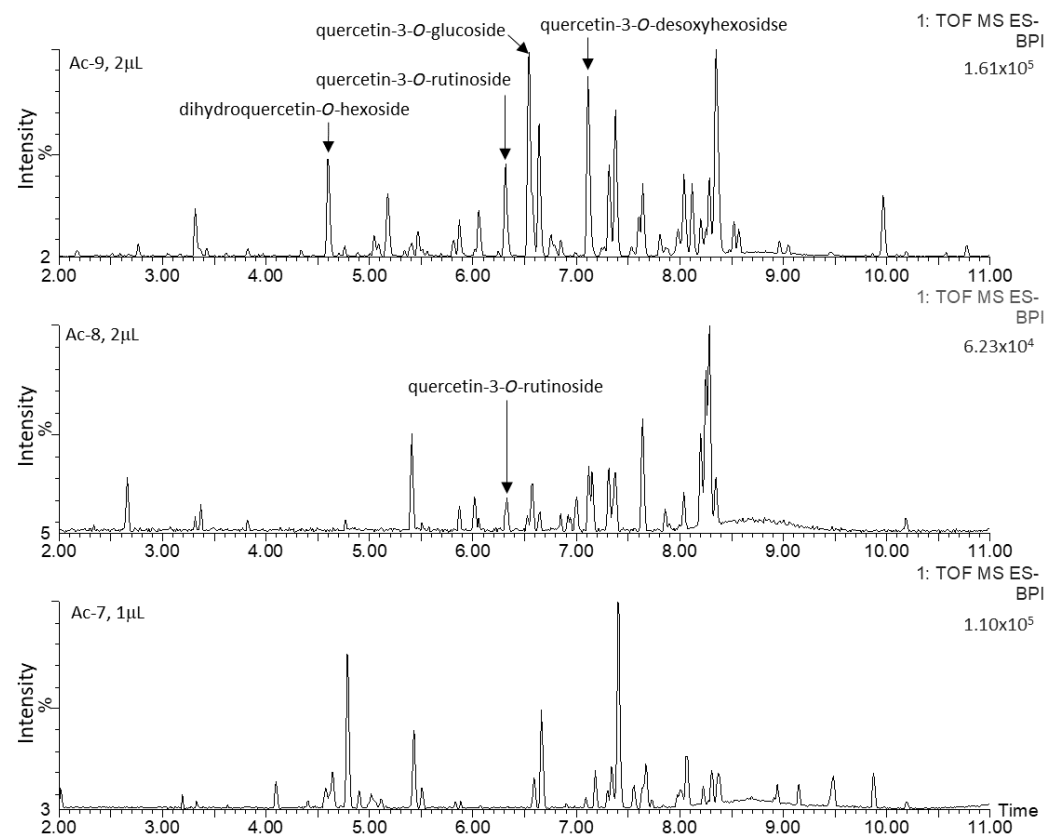 quercetin-3-O-glucoside
quercetin-3-O-desoxyhexosidse
1: TOF MS ES-
BPI
1.61x10⁵
Ac-9, 2μL
quercetin-3-O-rutinoside
dihydroquercetin-O-hexoside
Intensity
%
2
2.00 3.00 4.00 5.00 6.00 7.00 8.00 9.00 10.00 11.00
1: TOF MS ES-
BPI
6.23x10⁴
Ac-8, 2μL
quercetin-3-O-rutinoside
Intensity
%
5
2.00 3.00 4.00 5.00 6.00 7.00 8.00 9.00 10.00 11.00
1: TOF MS ES-
BPI
1.10x10⁵
Ac-7, 1μL
Intensity
%
3
Time
2.00 3.00 4.00 5.00 6.00 7.00 8.00 9.00 10.00 11.00